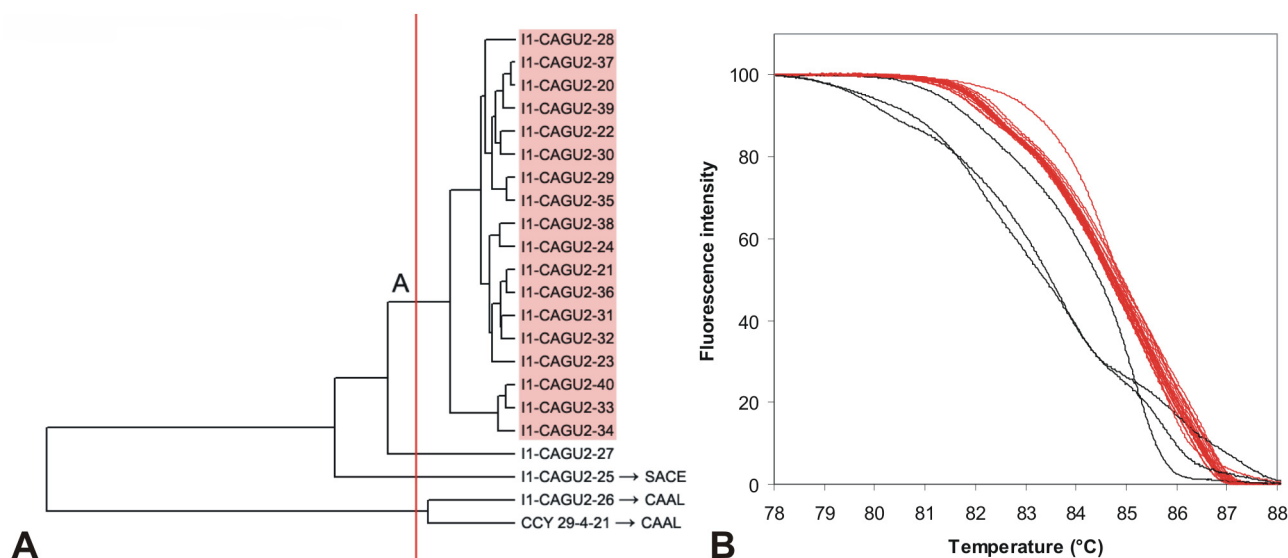 I1-CAGU2-28
I1-CAGU2-37
I1-CAGU2-20
I1-CAGU2-39
I1-CAGU2-22
I1-CAGU2-30
I1-CAGU2-29
I1-CAGU2-35
I1-CAGU2-38
I1-CAGU2-24
I1-CAGU2-21
I1-CAGU2-36
I1-CAGU2-31
I1-CAGU2-32
I1-CAGU2-23
I1-CAGU2-40
I1-CAGU2-33
I1-CAGU2-34
I1-CAGU2-27
I1-CAGU2-25 → SACE
I1-CAGU2-26 → CAAL
CCY 29-4-21 → CAAL
A
A
Fluorescence intensity
100
80
60
40
20
0
78 79 80 81 82 83 84 85 86 87 88
Temperature (°C)
B